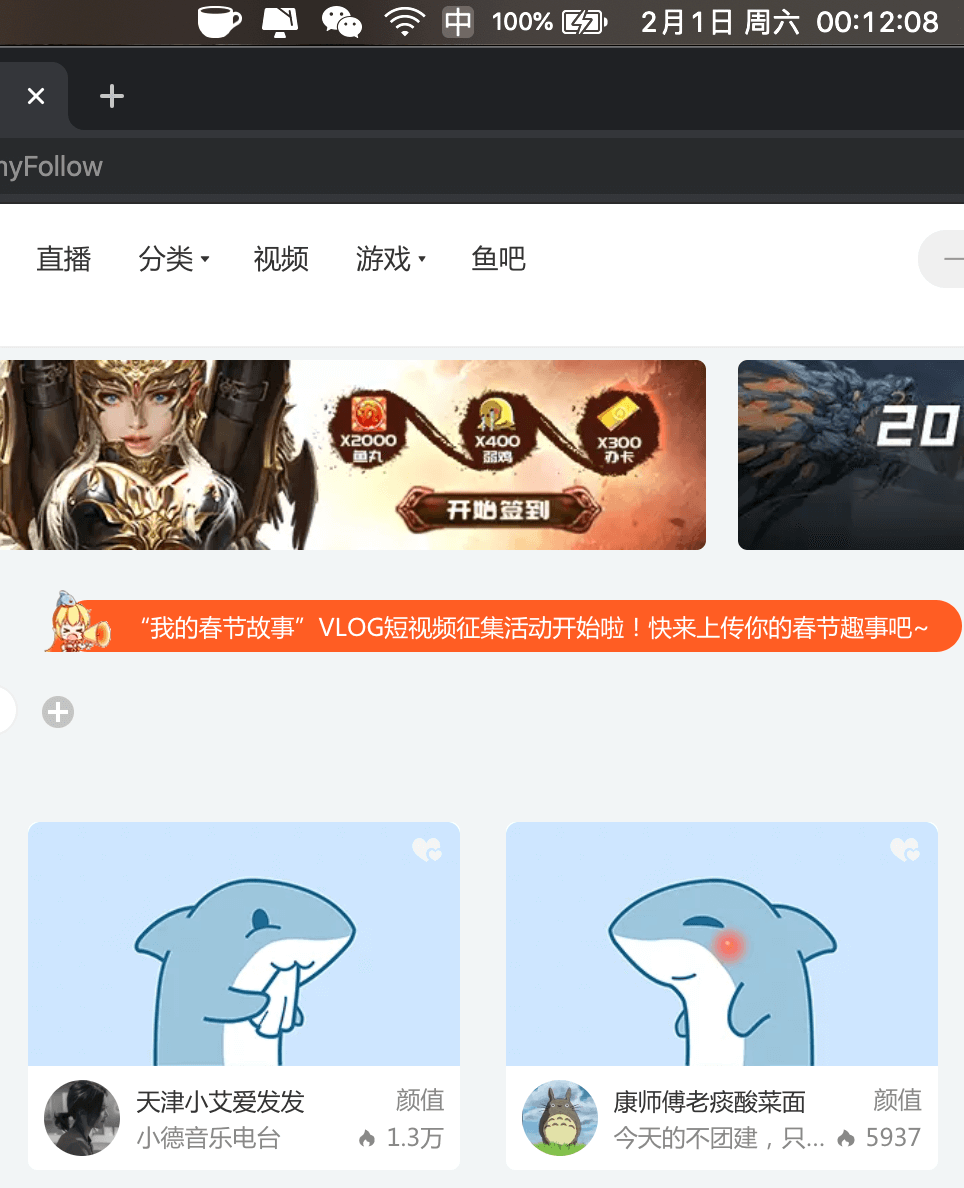 中 100% 2月1日 周六 00:12:08
myFollow
直播 分类 视频 游戏 鱼吧
X2000 X400 X300
鱼丸 弱鸡 办卡
开始签到
20
“我的春节故事”VLOG短视频征集活动开始啦！快来上传你的春节趣事吧~
天津小艾爱发发 颜值
小德音乐电台 1.3万
康师傅老痰酸菜面 颜值
今天的不团建，只... 5937